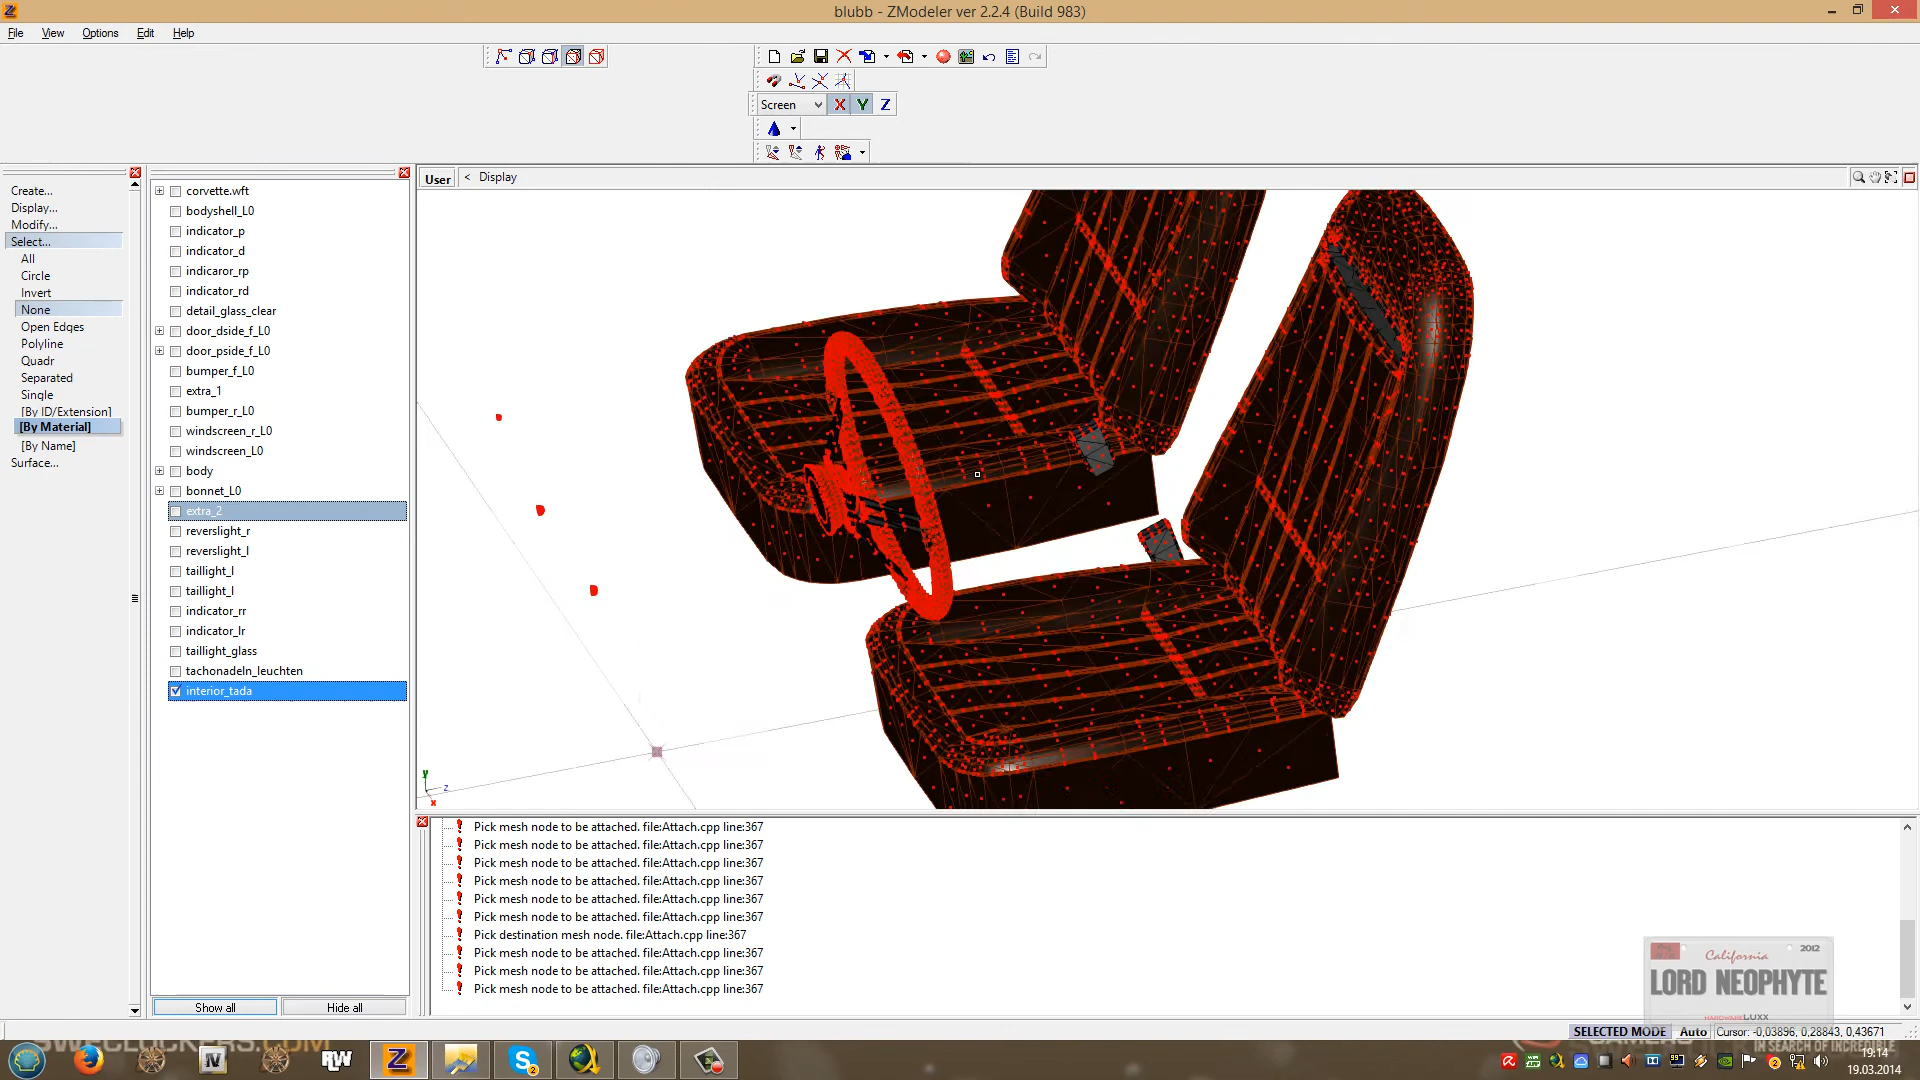 blubb - ZModeler ver 2.2.4 (Build 983)
File View Options Edit Help
Screen X Y Z
Create...
Display...
Modify...
Select...
All
Circle
Invert
None
Open Edges
Polyline
Quadr
Separated
Single
[By ID/Extension]
[By Material]
[By Name]
Surface...
corvette.wft
bodyshell_L0
indicator_p
indicator_d
indicaror_rp
indicator_rd
detail_glass_clear
door_dside_f_L0
door_pside_f_L0
bumper_f_L0
extra_1
bumper_r_L0
windscreen_r_L0
windscreen_L0
body
bonnet_L0
extra_2
reverslight_r
reverslight_l
taillight_l
taillight_l
indicator_rr
indicator_lr
taillight_glass
tachonadeln_leuchten
interior_tada
Show all Hide all
User < Display
y z x
Pick mesh node to be attached. file:Attach.cpp line:367
Pick mesh node to be attached. file:Attach.cpp line:367
Pick mesh node to be attached. file:Attach.cpp line:367
Pick mesh node to be attached. file:Attach.cpp line:367
Pick mesh node to be attached. file:Attach.cpp line:367
Pick mesh node to be attached. file:Attach.cpp line:367
Pick destination mesh node. file:Attach.cpp line:367
Pick mesh node to be attached. file:Attach.cpp line:367
Pick mesh node to be attached. file:Attach.cpp line:367
Pick mesh node to be attached. file:Attach.cpp line:367
California 2012
LORD NEOPHYTE
HARDWARELUXX
SELECTED MODE Auto Cursor: -0,03896, 0,28843, 0,43671
SWECLOCKERS.COM
IN SEARCH OF INCREDIBLE
IV
RW
Z
19:14
19.03.2014